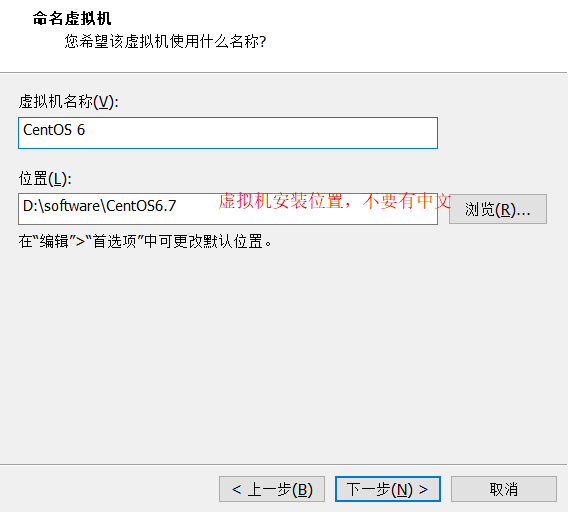 命名虚拟机
您希望该虚拟机使用什么名称?
虚拟机名称(V):
CentOS 6
位置(L):
D:\software\CentOS6.7 虚拟机安装位置，不要有中文
浏览(R)...
在“编辑”>“首选项”中可更改默认位置。
< 上一步(B) 下一步(N) > 取消